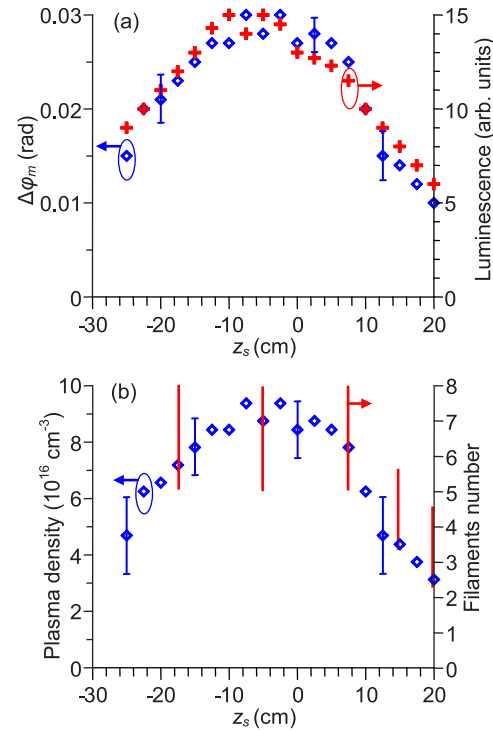 (a)
0.03
0.02
0.01
0
Δφm (rad)
15
10
5
0
Luminescence (arb. units)
-30 -20 -10 0 10 20
zs (cm)
(b)
10
8
6
4
2
0
Plasma density (10^16 cm^-3)
8
7
6
5
4
3
2
1
0
Filaments number
-30 -20 -10 0 10 20
zs (cm)